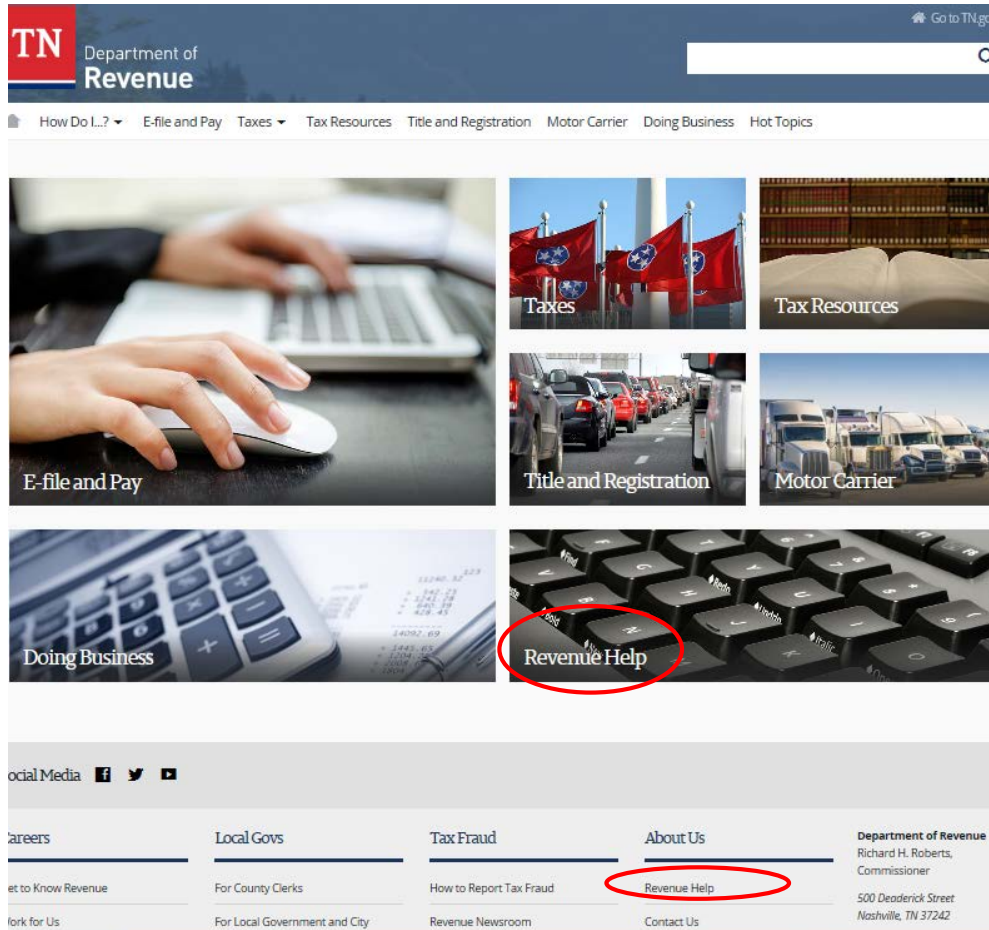 Go to TN.go
TN
Department of
Revenue
How Do I...?
E-file and Pay
Taxes
Tax Resources
Title and Registration
Motor Carrier
Doing Business
Hot Topics
Taxes
Tax Resources
E-file and Pay
Title and Registration
Motor Carrier
Doing Business
Revenue Help
ocial Media
Careers
Local Govs
Tax Fraud
About Us
Department of Revenue
Richard H. Roberts,
Commissioner
500 Deaderick Street
Nashville, TN 37242
et to Know Revenue
For County Clerks
How to Report Tax Fraud
Revenue Help
Work for Us
For Local Government and City
Revenue Newsroom
Contact Us